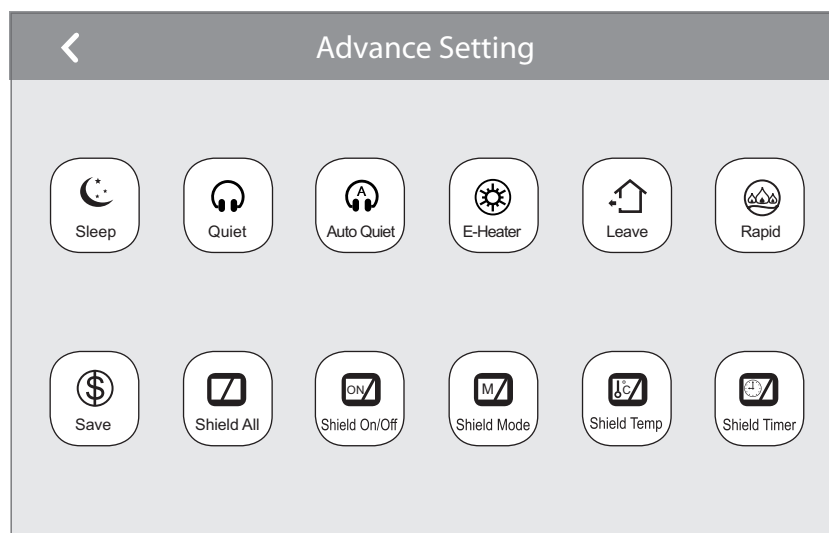 Advance Setting
Sleep
Quiet
A
Auto Quiet
E-Heater
Leave
Rapid
$
Save
Shield All
ON
Shield On/Off
M
Shield Mode
°C
Shield Temp
Shield Timer